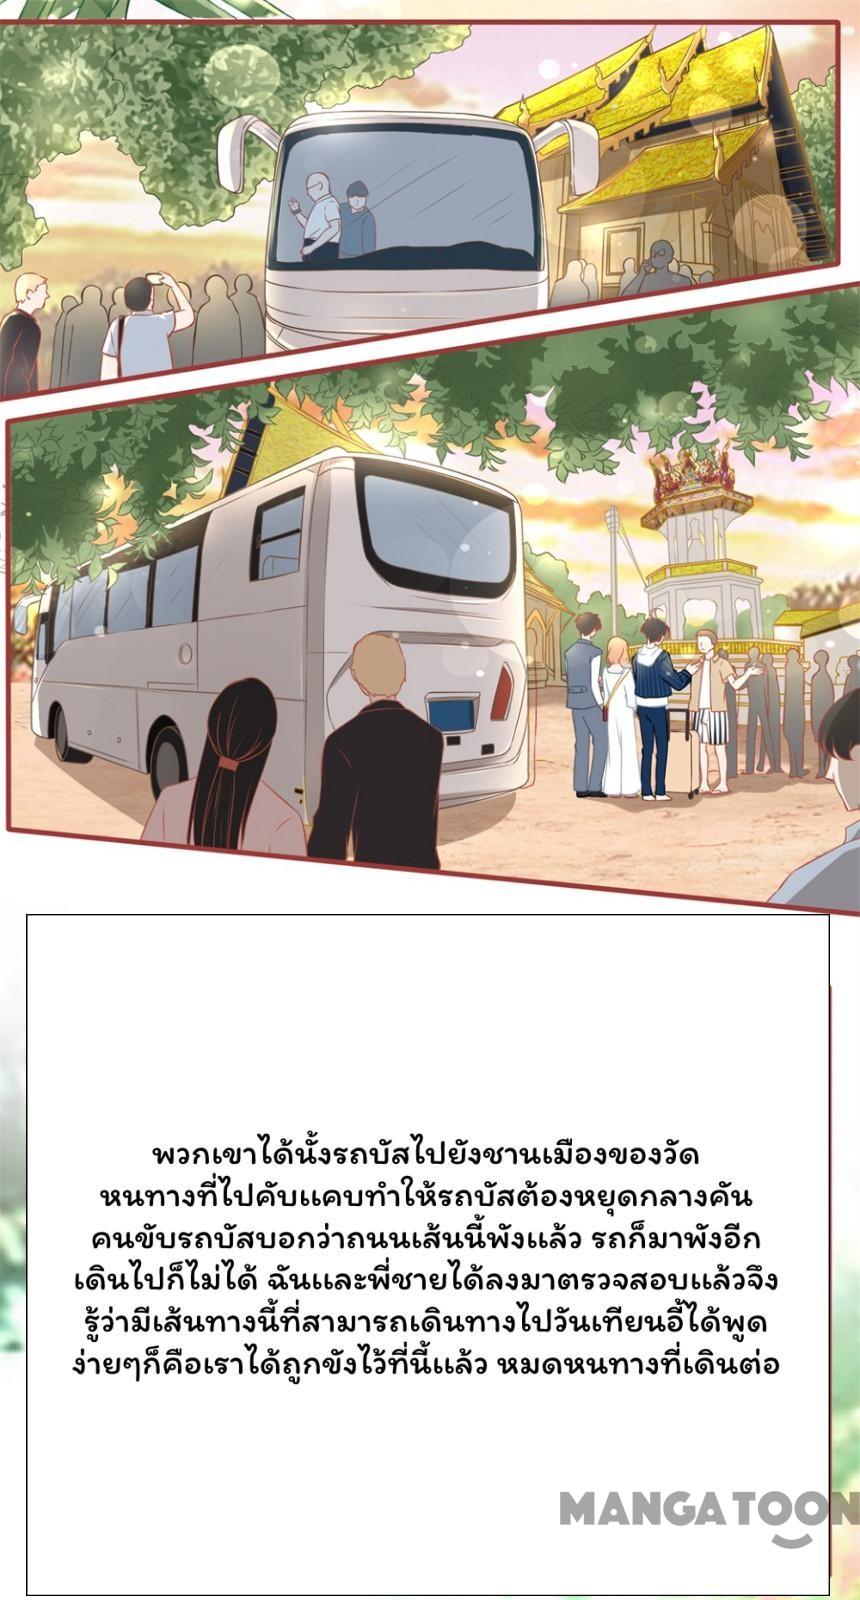 พวกเขาได้นั้งรถบัสไปยังชานเมืองของวัด
หนทางที่ไปคับแคบทำให้รถบัสต้องหยุดกลางคัน
คนขับรถบัสบอกว่าถนนเส้นนี้พังแล้ว รถก็มาพังอีก
เดินไปก็ไม่ได้ ฉันและพี่ชายได้ลงมาตรวจสอบแล้วจึง
รู้ว่ามีเส้นทางนี้ที่สามารถเดินทางไปวันเทียนอี้ได้พูด
ง่ายๆก็คือเราได้ถูกขังไว้ที่นี้แล้ว หมดหนทางที่เดินต่อ
MANGATOON